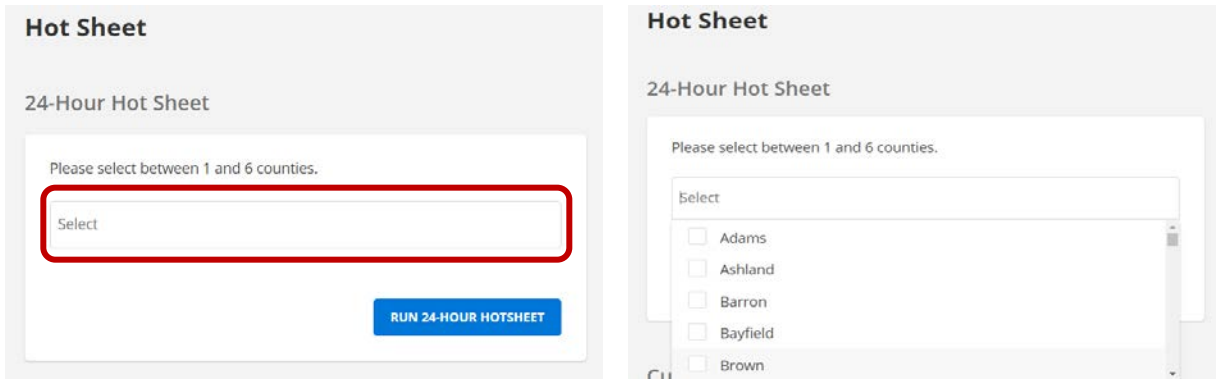 Hot Sheet
24-Hour Hot Sheet
Please select between 1 and 6 counties.
Select
RUN 24-HOUR HOTSHEET
Hot Sheet
24-Hour Hot Sheet
Please select between 1 and 6 counties.
Select
Adams
Ashland
Barron
Bayfield
Brown